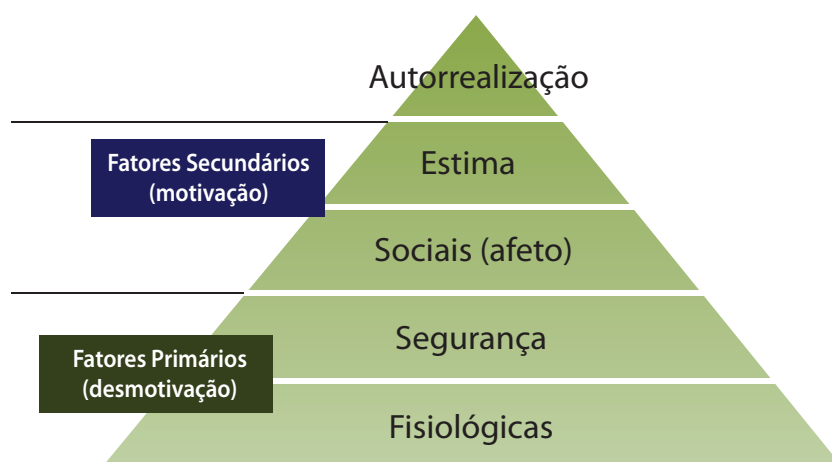 Autorrealização
Fatores Secundários
(motivação)
Estima
Sociais (afeto)
Segurança
Fatores Primários
(desmotivação)
Fisiológicas